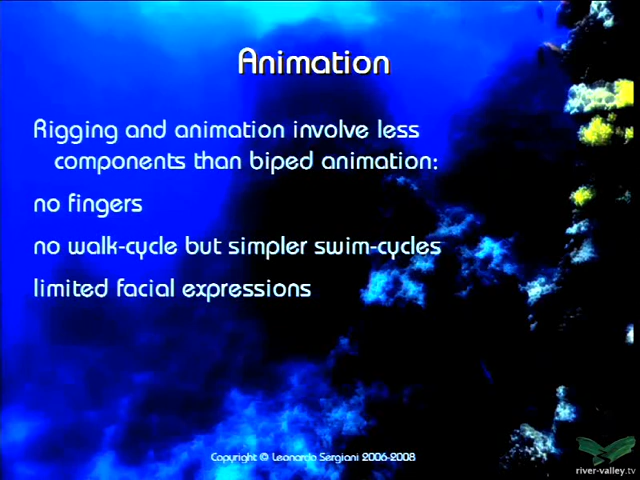 Animation
Rigging and animation involve less
components than biped animation:
no fingers
no walk-cycle but simpler swim-cycles
limited facial expressions
Copyright © Leonardo Sergiani 2006-2008
river-valley.tv